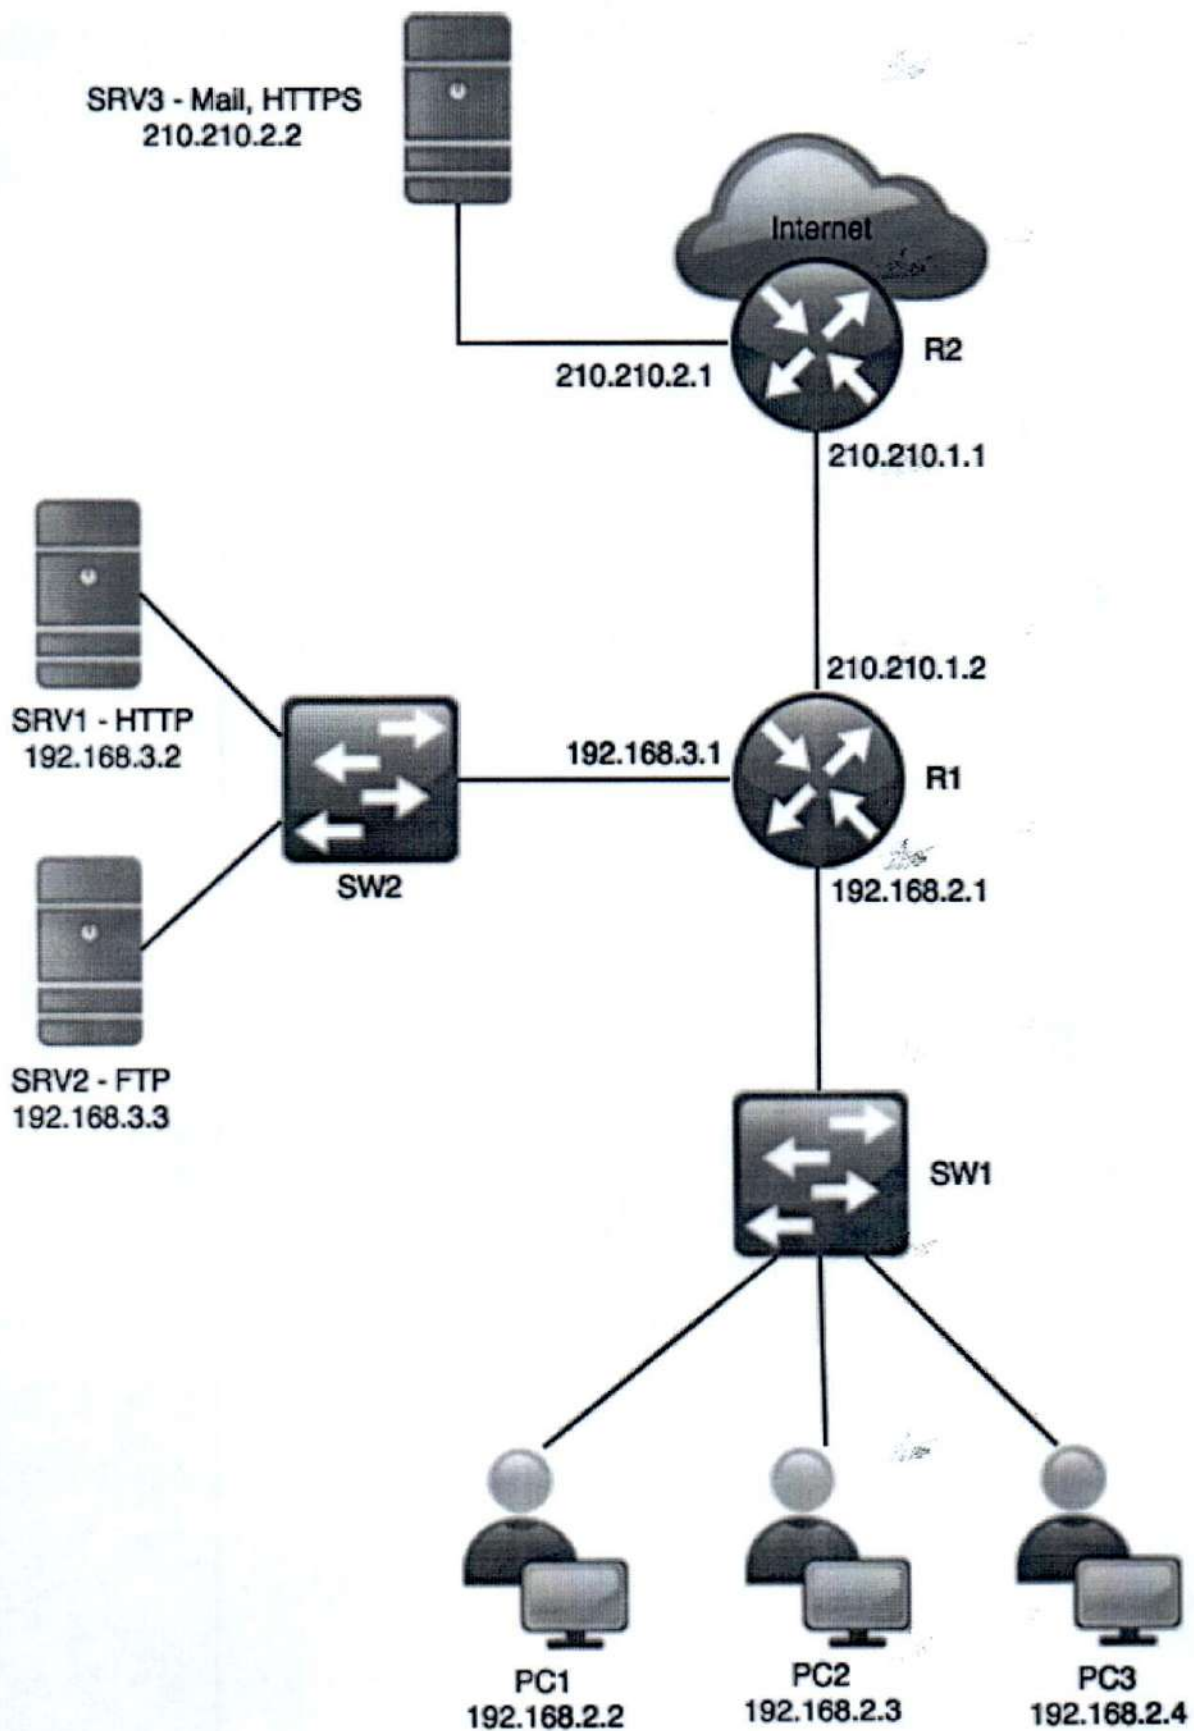 SRV3 - Mail, HTTPS
210.210.2.2
Internet
R2
210.210.2.1
210.210.1.1
210.210.1.2
SRV1 - HTTP
192.168.3.2
192.168.3.1
R1
SW2
192.168.2.1
SRV2 - FTP
192.168.3.3
SW1
PC1
192.168.2.2
PC2
192.168.2.3
PC3
192.168.2.4